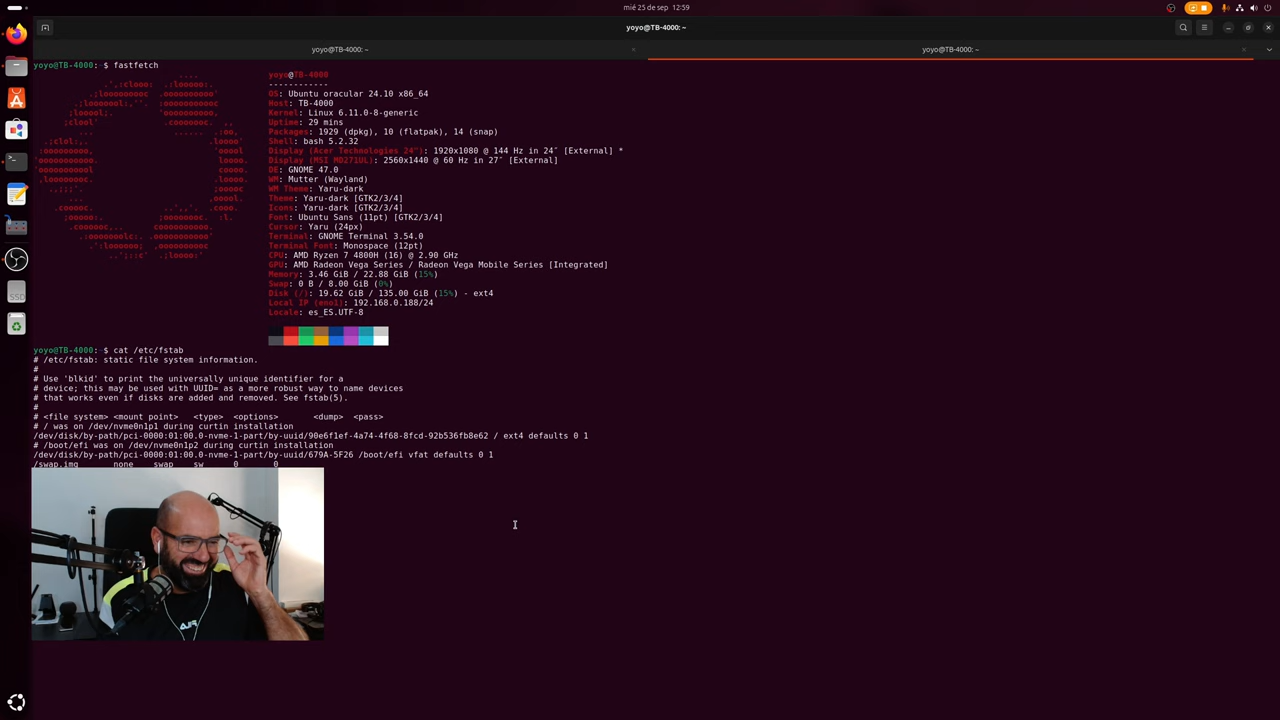 mié 25 de sep 12:59
yoyo@TB-4000: ~
yoyo@TB-4000: ~
yoyo@TB-4000: ~
yoyo@TB-4000:~$ fastfetch
yoyo@TB-4000
------------
OS: Ubuntu oracular 24.10 x86_64
Host: TB-4000
Kernel: Linux 6.11.0-8-generic
Uptime: 29 mins
Packages: 1929 (dpkg), 10 (flatpak), 14 (snap)
Shell: bash 5.2.32
Display (Acer Technologies 24"): 1920x1080 @ 144 Hz in 24″ [External] *
Display (MSI MD271UL): 2560x1440 @ 60 Hz in 27″ [External]
DE: GNOME 47.0
WM: Mutter (Wayland)
WM Theme: Yaru-dark
Theme: Yaru-dark [GTK2/3/4]
Icons: Yaru-dark [GTK2/3/4]
Font: Ubuntu Sans (11pt) [GTK2/3/4]
Cursor: Yaru (24px)
Terminal: GNOME Terminal 3.54.0
Terminal Font: Monospace (12pt)
CPU: AMD Ryzen 7 4800H (16) @ 2.90 GHz
GPU: AMD Radeon Vega Series / Radeon Vega Mobile Series [Integrated]
Memory: 3.46 GiB / 22.88 GiB (15%)
Swap: 0 B / 8.00 GiB (0%)
Disk (/): 19.62 GiB / 135.00 GiB (15%) - ext4
Local IP (eno1): 192.168.0.188/24
Locale: es_ES.UTF-8
yoyo@TB-4000:~$ cat /etc/fstab
# /etc/fstab: static file system information.
#
# Use 'blkid' to print the universally unique identifier for a
# device; this may be used with UUID= as a more robust way to name devices
# that works even if disks are added and removed. See fstab(5).
#
# <file system> <mount point>   <type>  <options>       <dump>  <pass>
# / was on /dev/nvme0n1p1 during curtin installation
/dev/disk/by-path/pci-0000:01:00.0-nvme-1-part/by-uuid/90e6f1ef-4a74-4f68-8fcd-92b536fb8e62 / ext4 defaults 0 1
# /boot/efi was on /dev/nvme0n1p2 during curtin installation
/dev/disk/by-path/pci-0000:01:00.0-nvme-1-part/by-uuid/679A-5F26 /boot/efi vfat defaults 0 1
/swap.img       none    swap    sw      0       0
FILA
SSD